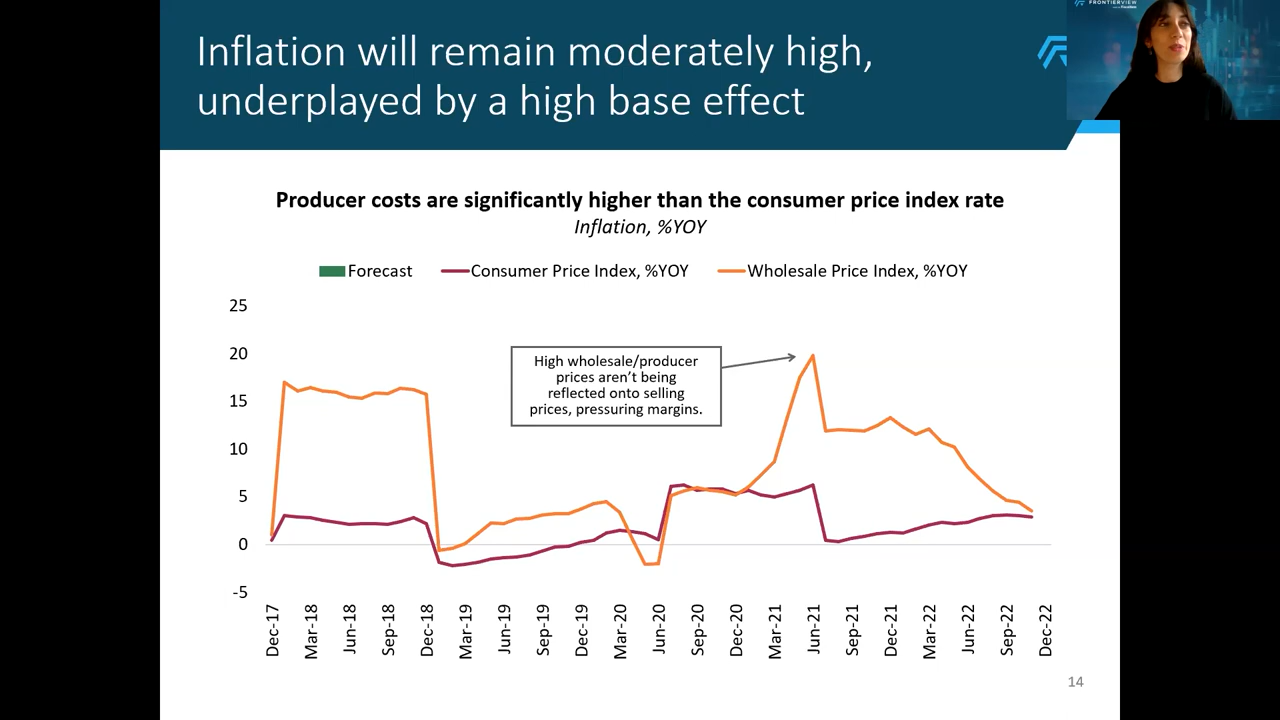 FRONTIERVIEW
Inflation will remain moderately high,
underplayed by a high base effect
Producer costs are significantly higher than the consumer price index rate
Inflation, %YOY
Forecast
Consumer Price Index, %YOY
Wholesale Price Index, %YOY
25
20
15
10
5
0
-5
High wholesale/producer
prices aren't being
reflected onto selling
prices, pressuring margins.
Dec-17
Mar-18
Jun-18
Sep-18
Dec-18
Mar-19
Jun-19
Sep-19
Dec-19
Mar-20
Jun-20
Sep-20
Dec-20
Mar-21
Jun-21
Sep-21
Dec-21
Mar-22
Jun-22
Sep-22
Dec-22
14